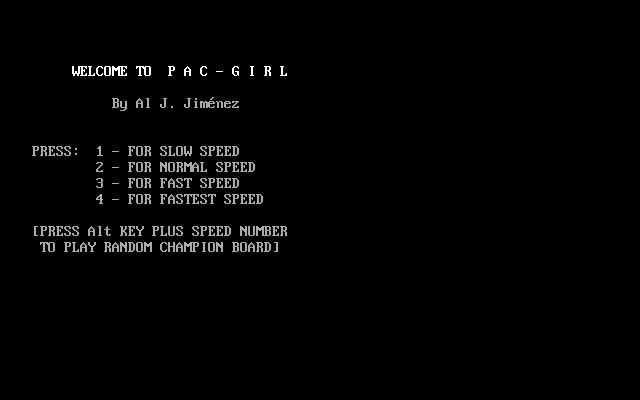 WELCOME TO  P A C - G I R L
By Al J. Jiménez
PRESS:  1 - FOR SLOW SPEED
2 - FOR NORMAL SPEED
3 - FOR FAST SPEED
4 - FOR FASTEST SPEED
[PRESS Alt KEY PLUS SPEED NUMBER
TO PLAY RANDOM CHAMPION BOARD]